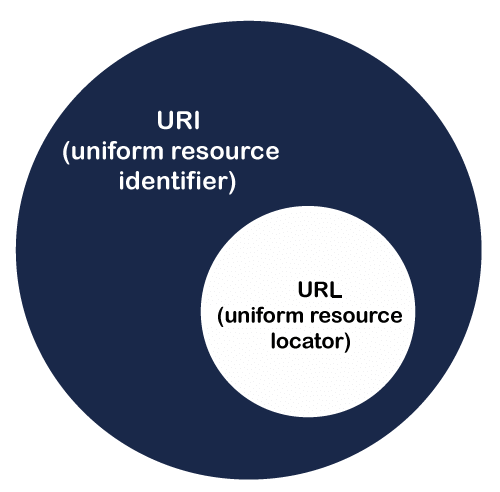 URI
(uniform resource
identifier)
URL
(uniform resource
locator)